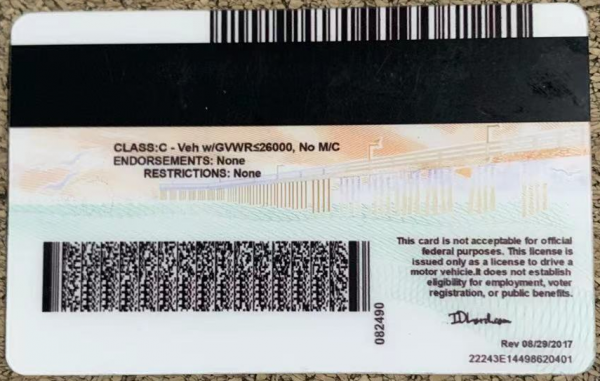 CLASS:C - Veh w/GVWR≤26000, No M/C
ENDORSEMENTS: None
RESTRICTIONS: None
This card is not acceptable for official
federal purposes. This license is
issued only as a license to drive a
motor vehicle.It does not establish
eligibility for employment, voter
registration, or public benefits.
082490
Rev 08/29/2017
22243E14498620401